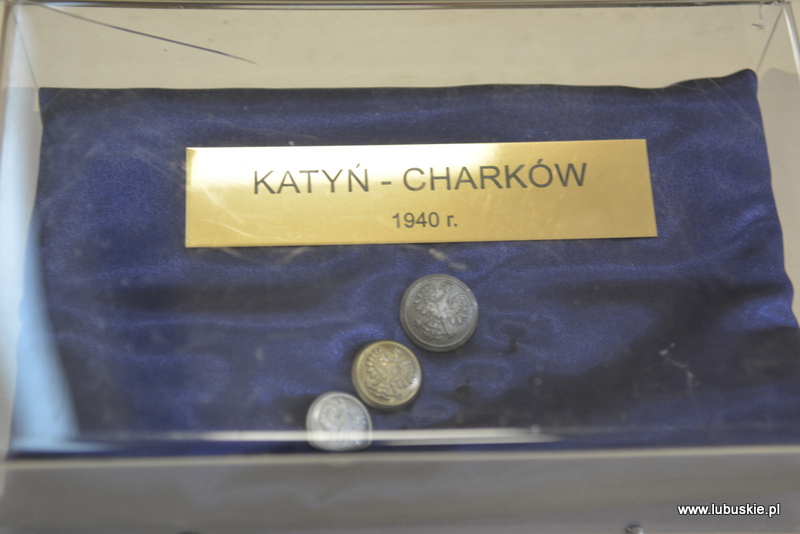 KATYŃ - CHARKÓW
1940 r.
www.lubuskie.pl